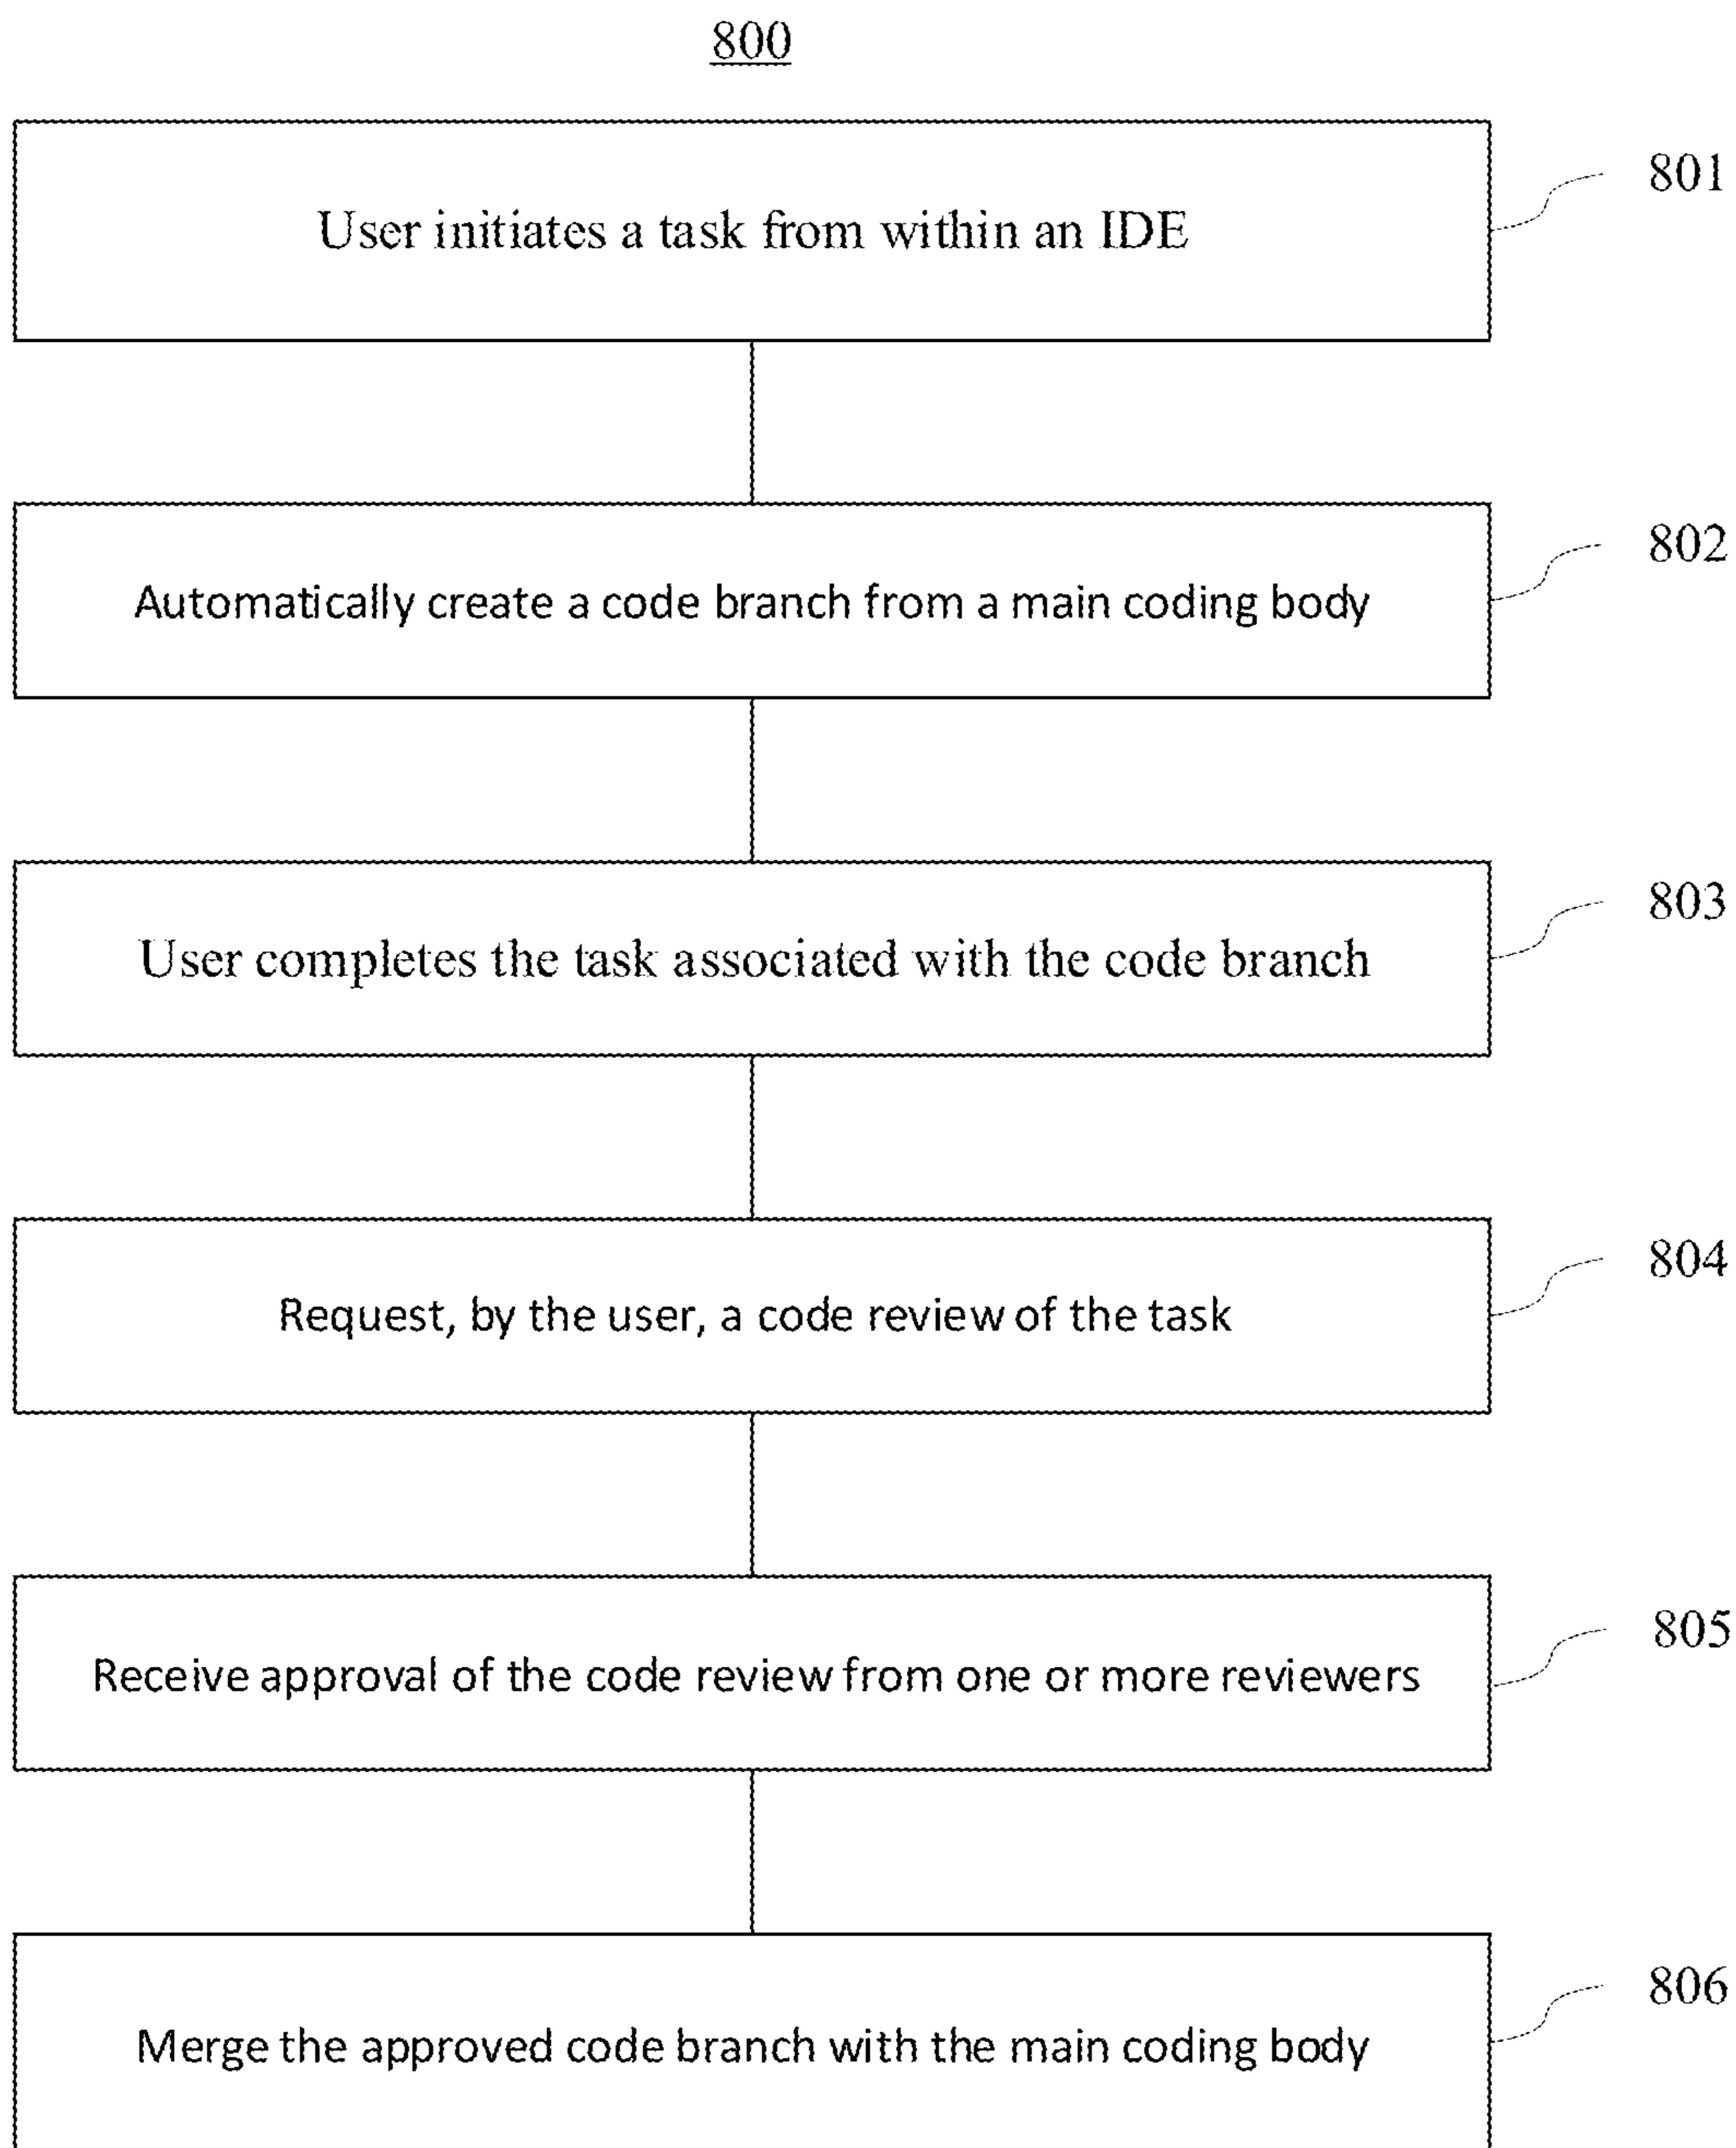 800
User initiates a task from within an IDE
801
Automatically create a code branch from a main coding body
802
User completes the task associated with the code branch
803
Request, by the user, a code review of the task
804
Receive approval of the code review from one or more reviewers
805
Merge the approved code branch with the main coding body
806